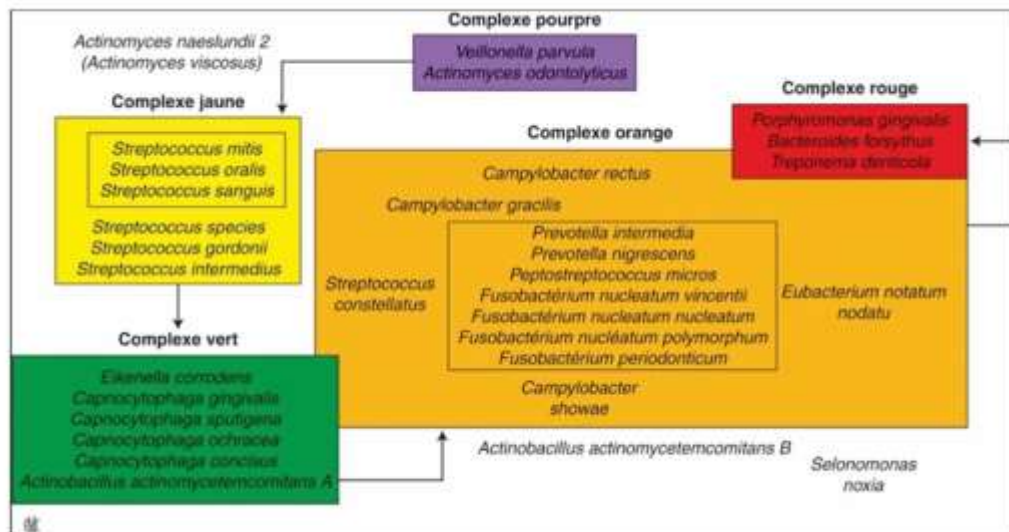 Complexe pourpre
Actinomyces naeslundii 2
(Actinomyces viscosus)
Veillonella parvula
Actinomyces odontolyticus
Complexe jaune
Complexe rouge
Porphyromonas gingivalis
Bacteroides forsythus
Treponema denticola
Complexe orange
Streptococcus mitis
Streptococcus oralis
Streptococcus sanguis
Streptococcus species
Streptococcus gordonii
Streptococcus intermedius
Campylobacter rectus
Campylobacter gracilis
Prevotella intermedia
Prevotella nigrescens
Peptostreptococcus micros
Fusobactérium nucleatum vincentii
Fusobactérium nucleatum nucleatum
Fusobactérium nucléatum polymorphum
Fusobactérium periodonticum
Streptococcus
constellatus
Eubacterium notatum
nodatu
Campylobacter
showae
Complexe vert
Eikenella corrodens
Capnocytophaga gingivalis
Capnocytophaga sputigena
Capnocytophaga ochracea
Capnocytophaga concisus
Actinobacillus actinomycetemcomitans A
Actinobacillus actinomycetemcomitans B
Selonomonas
noxia